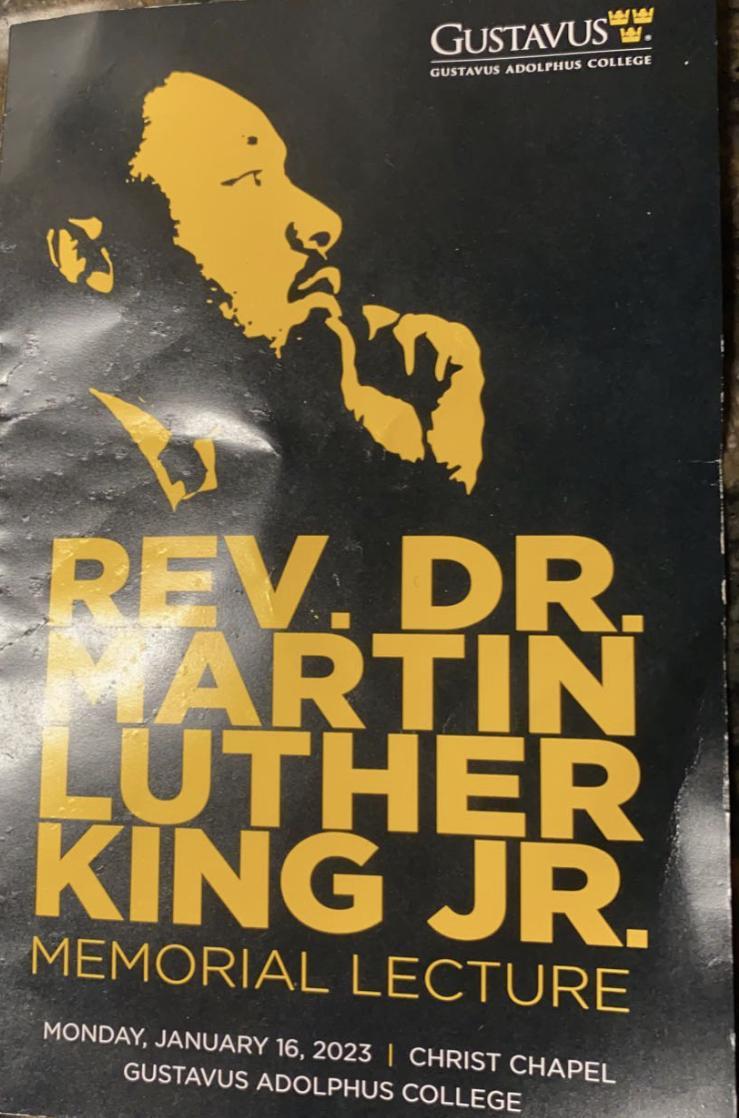 GUSTAVUS
GUSTAVUS ADOLPHUS COLLEGE
REV. DR.
MARTIN
LUTHER
KING JR.
MEMORIAL LECTURE
MONDAY, JANUARY 16, 2023 | CHRIST CHAPEL
GUSTAVUS ADOLPHUS COLLEGE